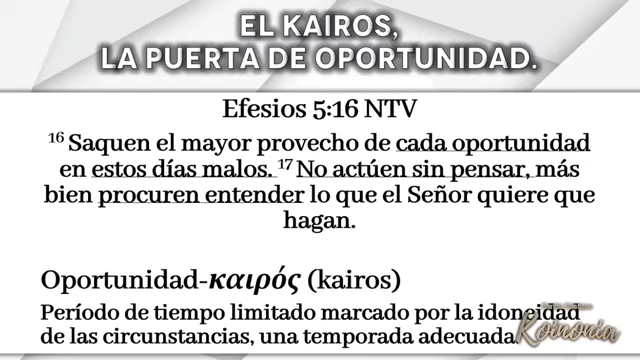 EL KAIROS,
LA PUERTA DE OPORTUNIDAD.
Efesios 5:16 NTV
16 Saquen el mayor provecho de cada oportunidad
en estos días malos. 17 No actúen sin pensar, más
bien procuren entender lo que el Señor quiere que
hagan.
Oportunidad-καιρός (kairos)
Período de tiempo limitado marcado por la idoneidad
de las circunstancias, una temporada adecuada.
Koinonia